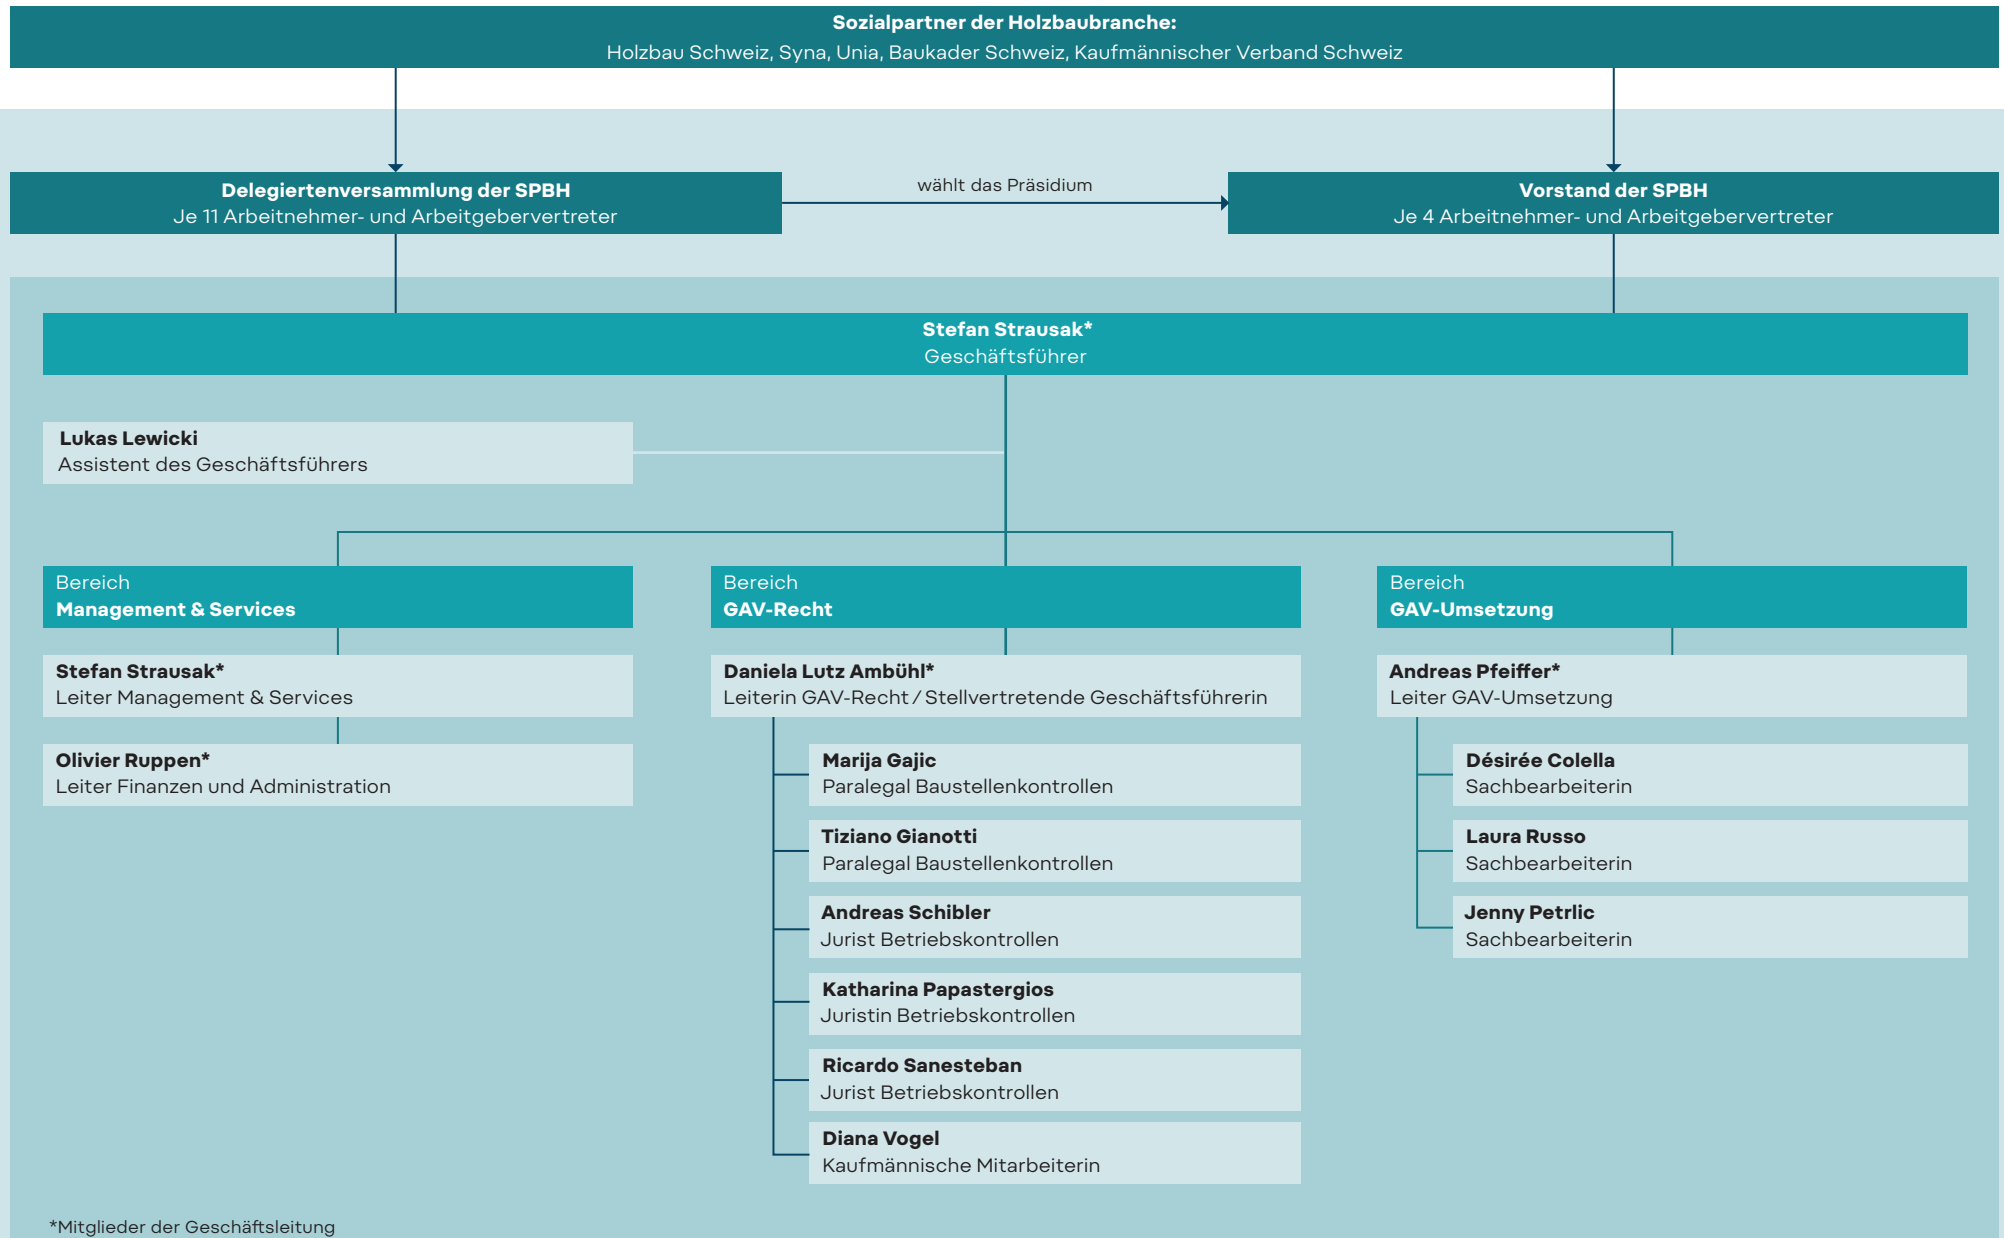 Sozialpartner der Holzbaubranche:
Holzbau Schweiz, Syna, Unia, Baukader Schweiz, Kaufmännischer Verband Schweiz
Delegiertenversammlung der SPBH
Je 11 Arbeitnehmer- und Arbeitgebervertreter
wählt das Präsidium
Vorstand der SPBH
Je 4 Arbeitnehmer- und Arbeitgebervertreter
Stefan Strausak*
Geschäftsführer
Lukas Lewicki
Assistent des Geschäftsführers
Bereich
Management & Services
Stefan Strausak*
Leiter Management & Services
Olivier Ruppen*
Leiter Finanzen und Administration
Bereich
GAV-Recht
Daniela Lutz Ambühl*
Leiterin GAV-Recht / Stellvertretende Geschäftsführerin
Marija Gajic
Paralegal Baustellenkontrollen
Tiziano Gianotti
Paralegal Baustellenkontrollen
Andreas Schibler
Jurist Betriebskontrollen
Katharina Papastergios
Juristin Betriebskontrollen
Ricardo Sanesteban
Jurist Betriebskontrollen
Diana Vogel
Kaufmännische Mitarbeiterin
Bereich
GAV-Umsetzung
Andreas Pfeiffer*
Leiter GAV-Umsetzung
Désirée Colella
Sachbearbeiterin
Laura Russo
Sachbearbeiterin
Jenny Petrlic
Sachbearbeiterin
*Mitglieder der Geschäftsleitung